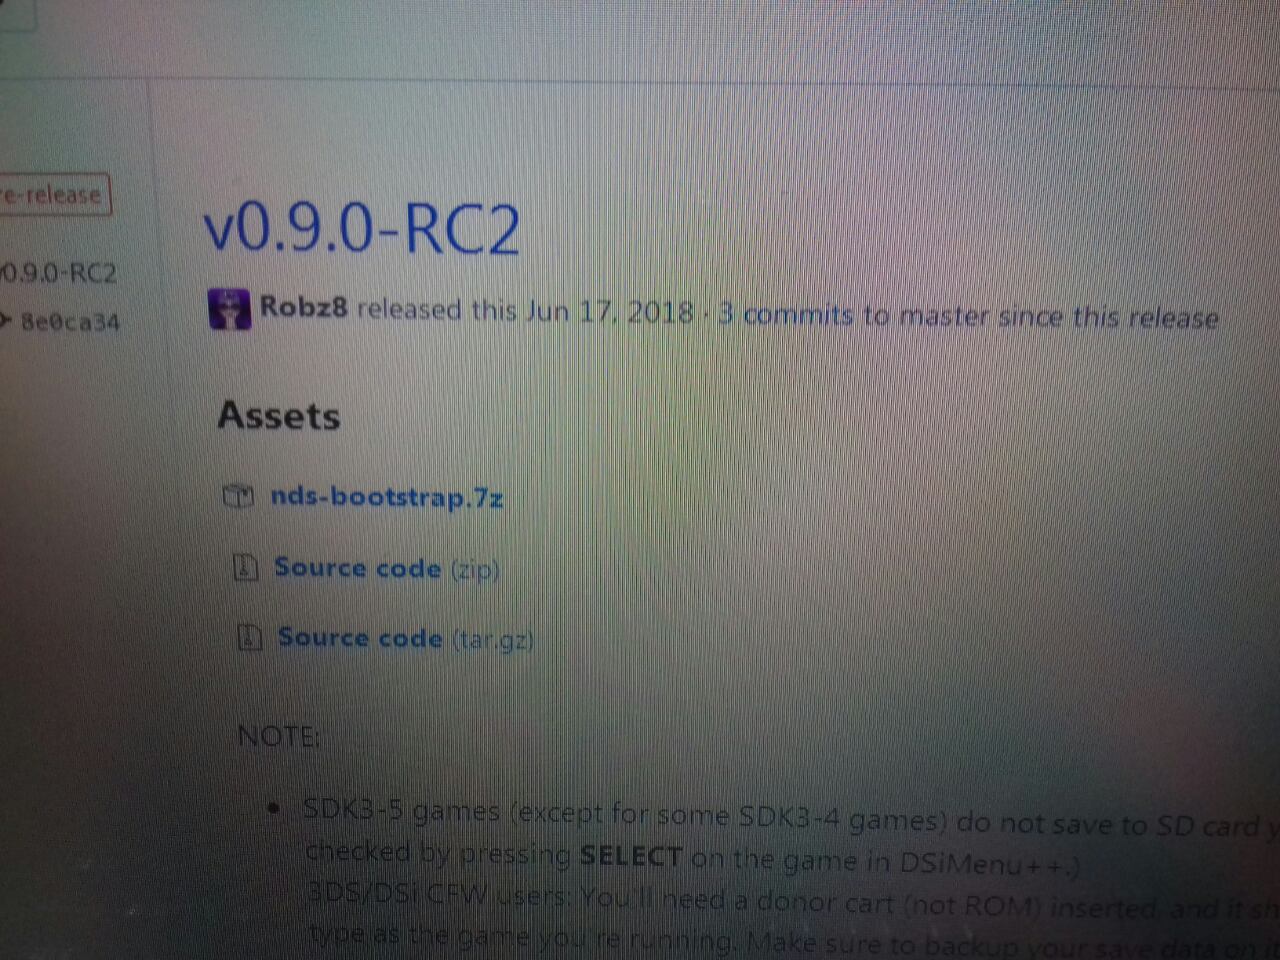 re-release
v0.9.0-RC2
v0.9.0-RC2
Robz8 released this Jun 17, 2018 · 3 commits to master since this release
8e0ca34
Assets
nds-bootstrap.7z
Source code (zip)
Source code (tar.gz)
NOTE:
• SDK3-5 games (except for some SDK3-4 games) do not save to SD card
checked by pressing SELECT on the game in DSiMenu++.)
3DS/DSi CFW users: You'll need a donor cart (not ROM) inserted, and it
type as the game you're running. Make sure to backup your save data on